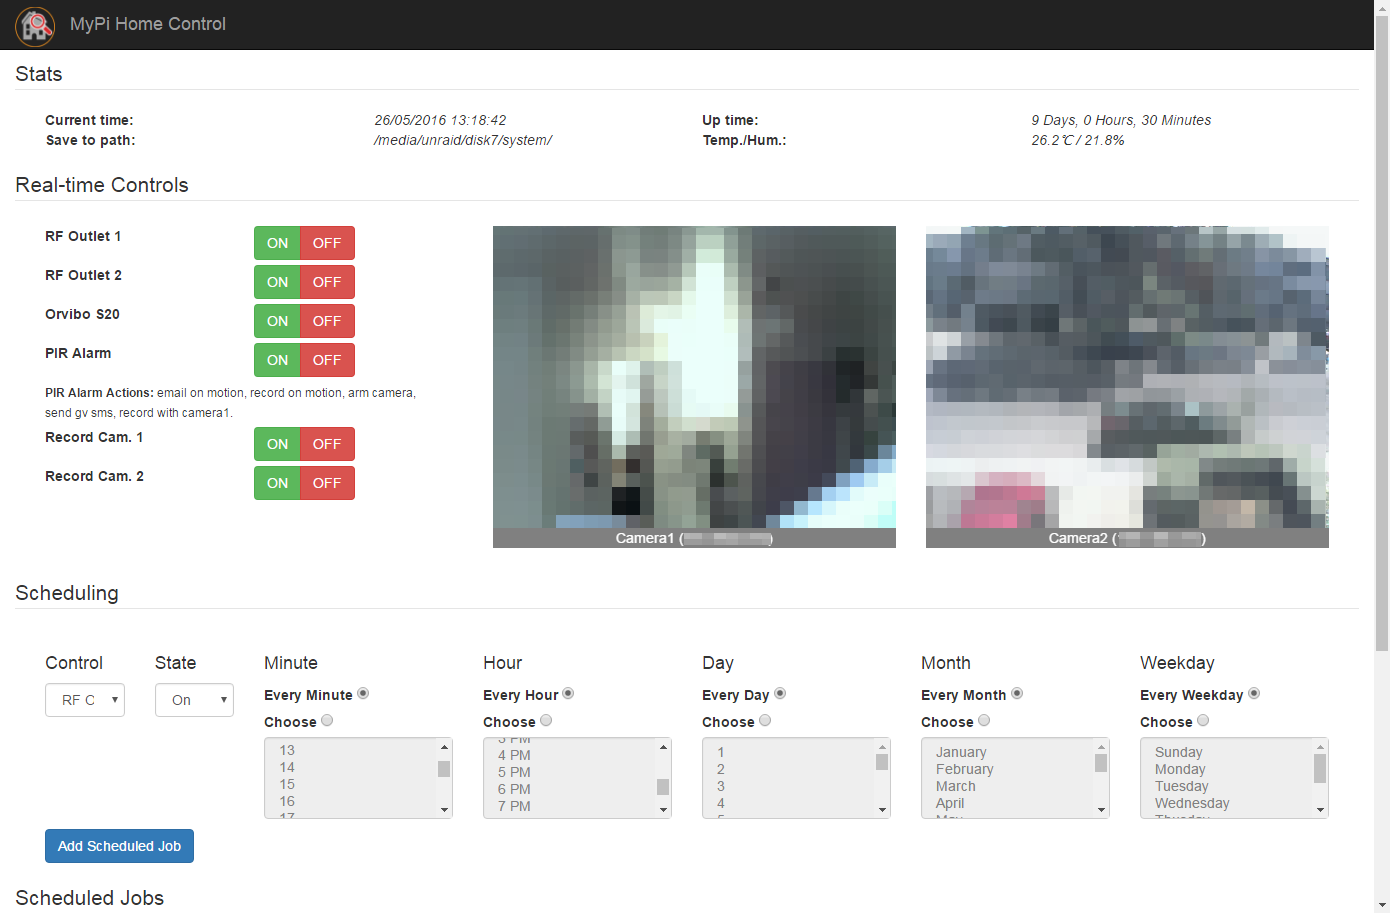 MyPi Home Control
Stats
Current time: 26/05/2016 13:18:42 Up time: 9 Days, 0 Hours, 30 Minutes
Save to path: /media/unraid/disk7/system/ Temp./Hum.: 26.2℃ / 21.8%
Real-time Controls
RF Outlet 1 ON OFF
RF Outlet 2 ON OFF
Orvibo S20 ON OFF
PIR Alarm ON OFF
PIR Alarm Actions: email on motion, record on motion, arm camera,
send gv sms, record with camera1.
Record Cam. 1 ON OFF
Record Cam. 2 ON OFF
Camera1 ( ) Camera2 ( )
Scheduling
Control State Minute Hour Day Month Weekday
RF C On Every Minute Every Hour Every Day Every Month Every Weekday
Choose Choose Choose Choose Choose
13 4 PM 1 January Sunday
14 5 PM 2 February Monday
15 6 PM 3 March Tuesday
16 7 PM 4 April Wednesday
Add Scheduled Job
Scheduled Jobs